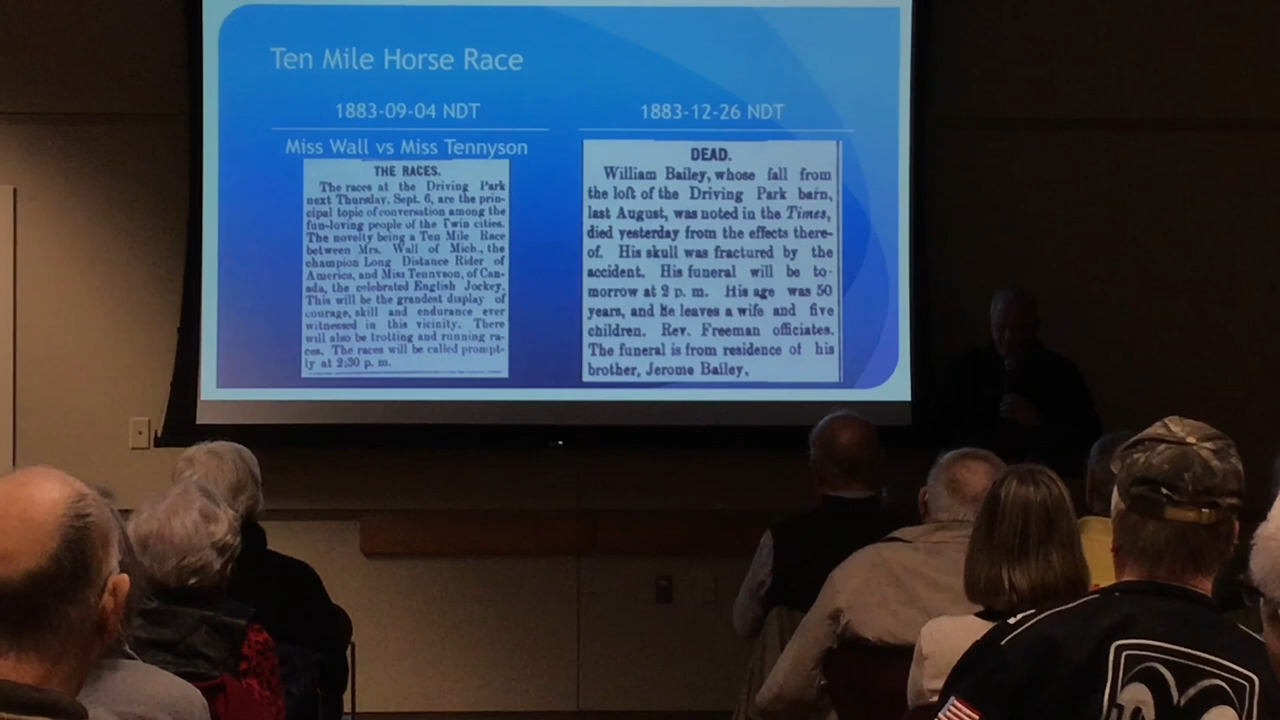 Ten Mile Horse Race
1883-09-04 NDT
Miss Wall vs Miss Tennyson
THE RACES.
The races at the Driving Park
next Thursday, Sept. 6, are the prin-
cipal topic of conversation among the
fun-loving people of the Twin cities.
The novelty being a Ten Mile Race
between Mrs. Wall of Mich., the
champion Long Distance Rider of
America, and Miss Tennyson, of Can-
ada, the celebrated English Jockey.
This will be the grandest display of
courage, skill and endurance ever
witnessed in this vicinity. There
will also be trotting and running ra-
ces. The races will be called prompt-
ly at 2:30 p. m.
1883-12-26 NDT
DEAD.
William Bailey, whose fall from
the loft of the Driving Park barn,
last August, was noted in the Times,
died yesterday from the effects there-
of. His skull was fractured by the
accident. His funeral will be to-
morrow at 2 p. m. His age was 50
years, and he leaves a wife and five
children. Rev. Freeman officiates.
The funeral is from residence of his
brother, Jerome Bailey.